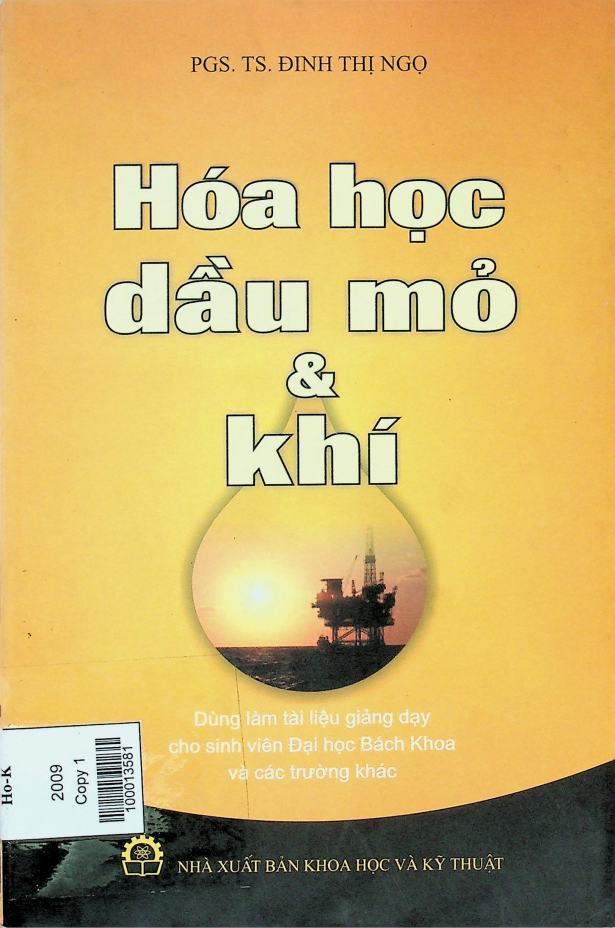 PGS. TS. ĐINH THỊ NGỌ
Hóa học
dầu mỏ
&
khí
Dùng làm tài liệu giảng dạy
cho sinh viên Đại học Bách Khoa
và các trường khác
Ho-K
2009
Copy 1
100013581
NHÀ XUẤT BẢN KHOA HỌC VÀ KỸ THUẬT